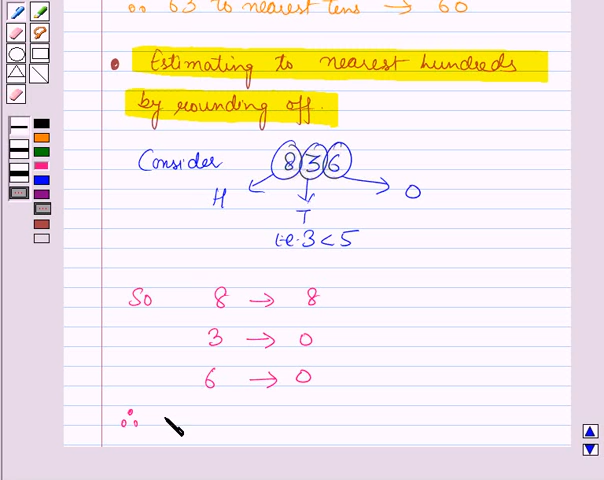 ∴ 63 to nearest tens → 60
• Estimating to nearest hundreds
by rounding off.
Consider 836
H T O
i.e. 3 < 5
So 8 → 8
3 → 0
6 → 0
∴